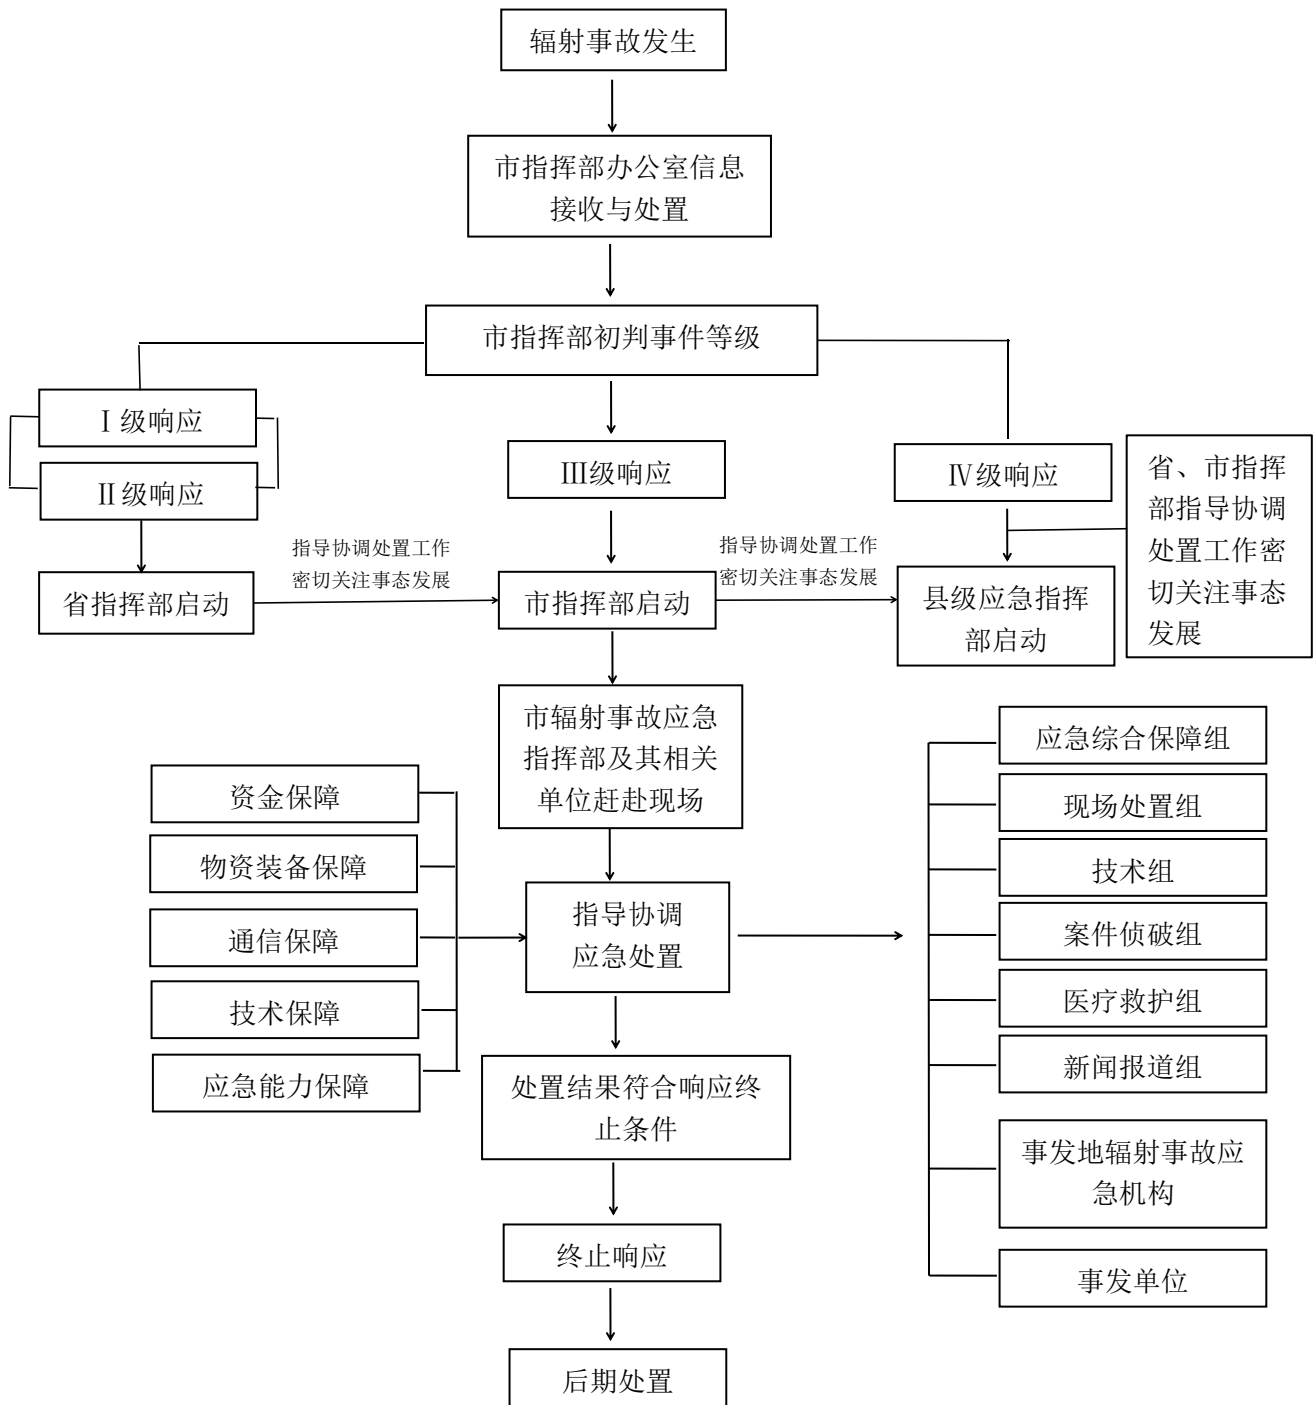 辐射事故发生
市指挥部办公室信息
接收与处置
市指挥部初判事件等级
Ⅰ级响应
Ⅱ级响应
Ⅲ级响应
Ⅳ级响应
省、市指挥
部指导协调
处置工作密
切关注事态
发展
指导协调处置工作
密切关注事态发展
指导协调处置工作
密切关注事态发展
省指挥部启动
市指挥部启动
县级应急指挥
部启动
市辐射事故应急
指挥部及其相关
单位赶赴现场
资金保障
物资装备保障
通信保障
技术保障
应急能力保障
指导协调
应急处置
应急综合保障组
现场处置组
技术组
案件侦破组
医疗救护组
新闻报道组
事发地辐射事故应
急机构
事发单位
处置结果符合响应终
止条件
终止响应
后期处置